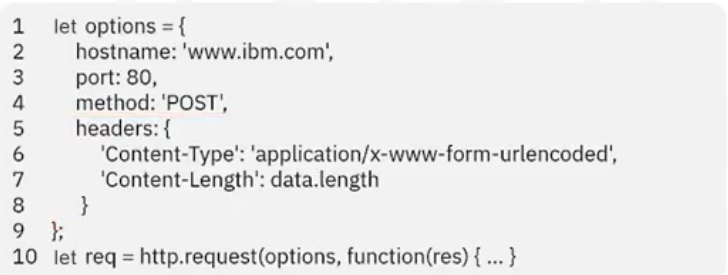 1 let options = {
2 hostname: 'www.ibm.com',
3 port: 80,
4 method: 'POST',
5 headers: {
6 'Content-Type': 'application/x-www-form-urlencoded',
7 'Content-Length': data.length
8 }
9 };
10 let req = http.request(options, function(res) { ... }